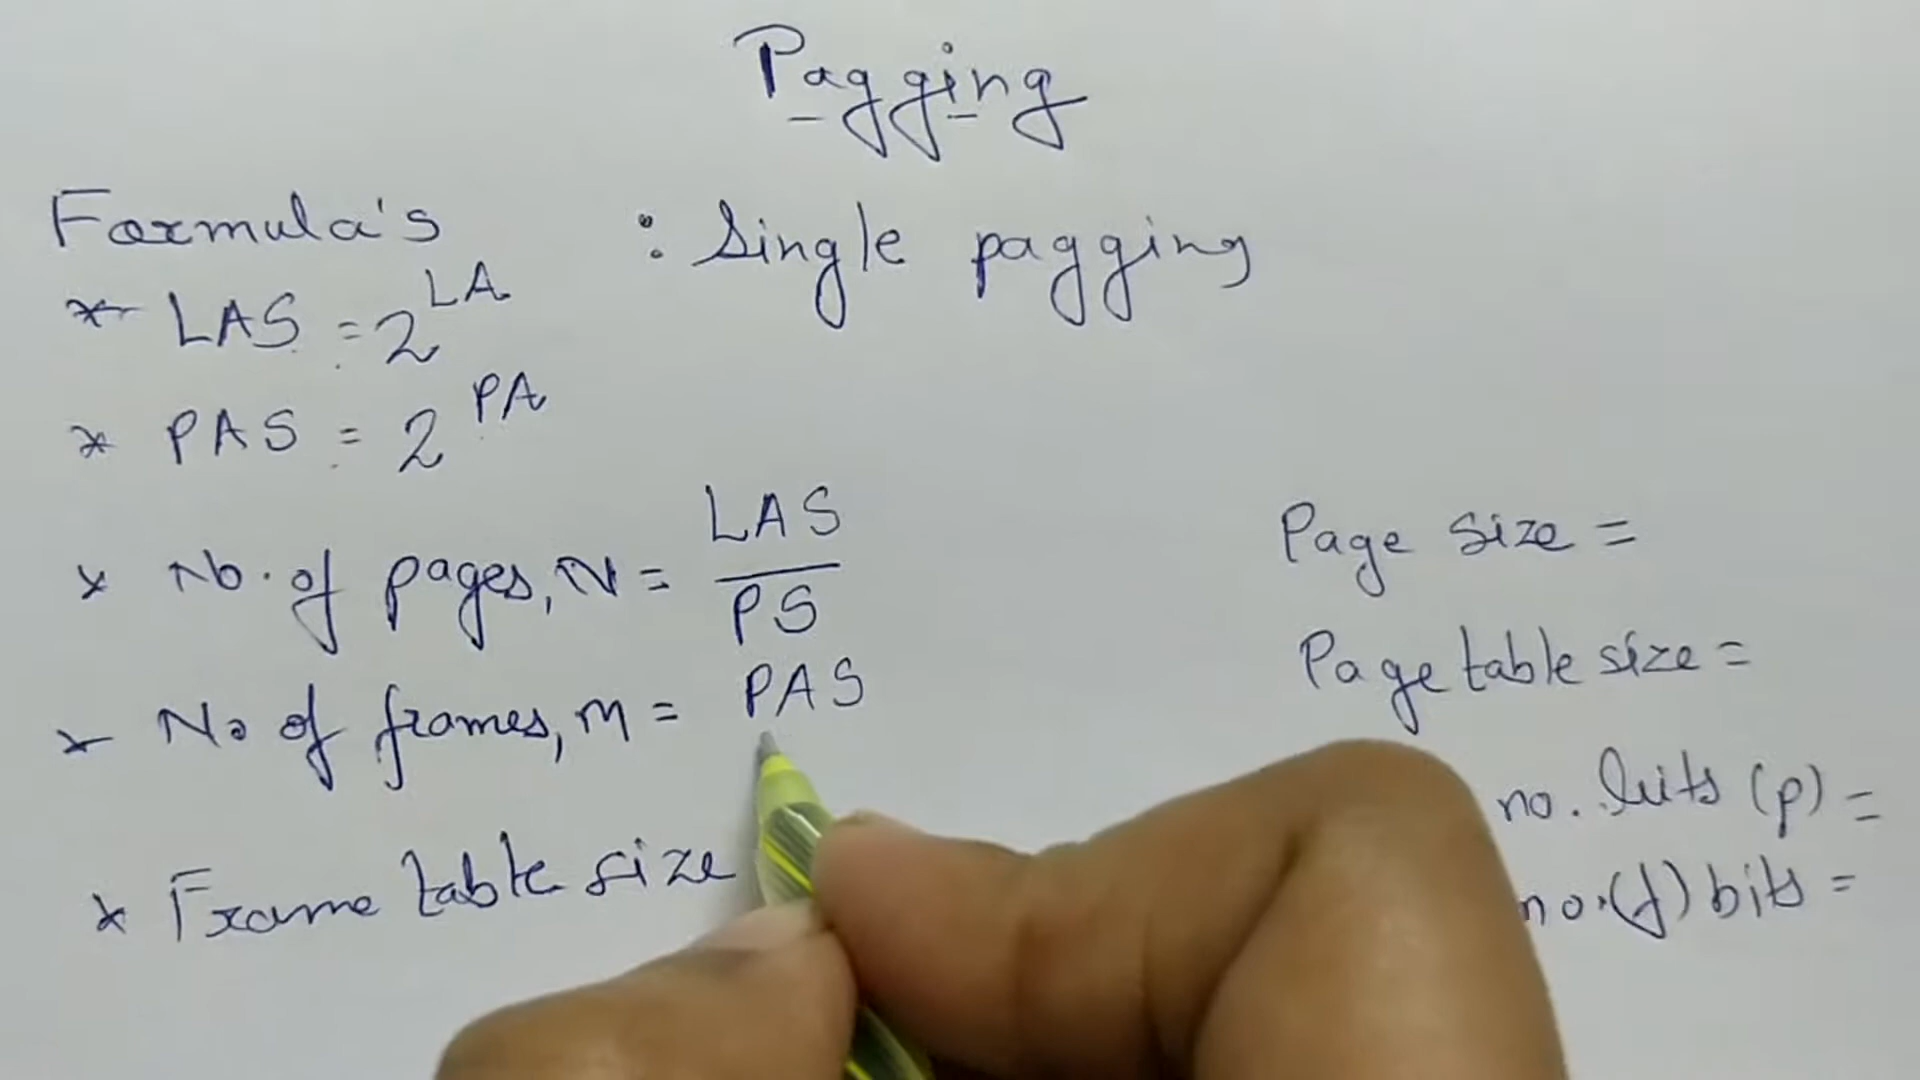 Pagging
Formula's : Single pagging
* LAS = 2^LA
* PAS = 2^PA
* No. of pages, N = LAS / PS
* No of frames, M = PAS
* Frame table size
Page size =
Page table size =
no. bits (p) =
no. (f) bits =